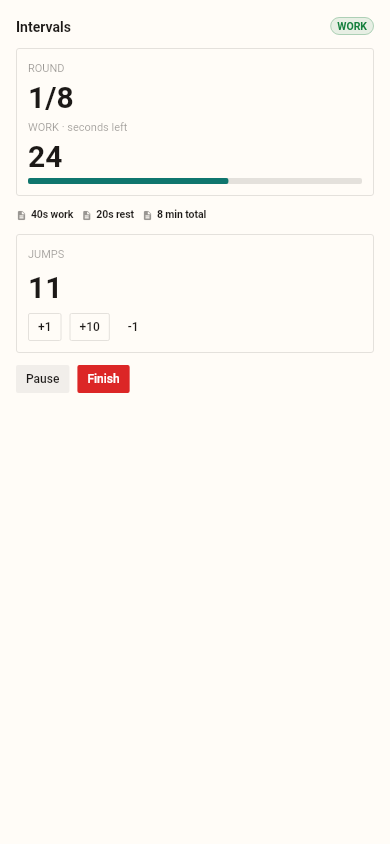 Intervals
WORK
ROUND
1/8
WORK · seconds left
24
40s work 20s rest 8 min total
JUMPS
11
+1 +10 -1
Pause Finish